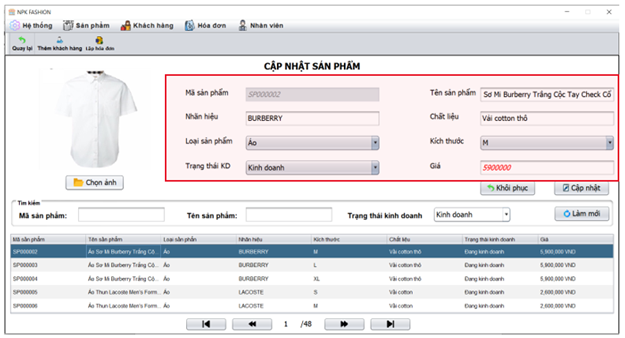 NPK FASHION
Hệ thống Sản phẩm Khách hàng Hóa đơn Nhân viên
Quay lại Thêm khách hàng Lập hóa đơn
CẬP NHẬT SẢN PHẨM
Mã sản phẩm SP000002 Tên sản phẩm Sơ Mi Burberry Trắng Cộc Tay Check Cổ
Nhãn hiệu BURBERRY Chất liệu Vải cotton thô
Loại sản phẩm Áo Kích thước M
Trạng thái KD Kinh doanh Giá 5900000
Chọn ảnh
Khôi phục Cập nhật
Tìm kiếm
Mã sản phẩm: Tên sản phẩm: Trạng thái kinh doanh Kinh doanh Làm mới
Mã sản phẩm Tên sản phẩm Loại sản phẩm Nhãn hiệu Kích thước Chất liệu Trạng thái kinh doanh Giá
SP000002 Áo Sơ Mi Burberry Trắng Cộ... Áo BURBERRY M Vải cotton thô Đang kinh doanh 5,900,000 VND
SP000003 Áo Sơ Mi Burberry Trắng Cộ... Áo BURBERRY L Vải cotton thô Đang kinh doanh 5,900,000 VND
SP000004 Áo Sơ Mi Burberry Trắng Cộ... Áo BURBERRY XL Vải cotton thô Đang kinh doanh 5,900,000 VND
SP000005 Áo Thun Lacoste Men's Form... Áo LACOSTE S Vải cotton Đang kinh doanh 2,600,000 VND
SP000006 Áo Thun Lacoste Men's Form... Áo LACOSTE M Vải cotton Đang kinh doanh 2,600,000 VND
1 /48